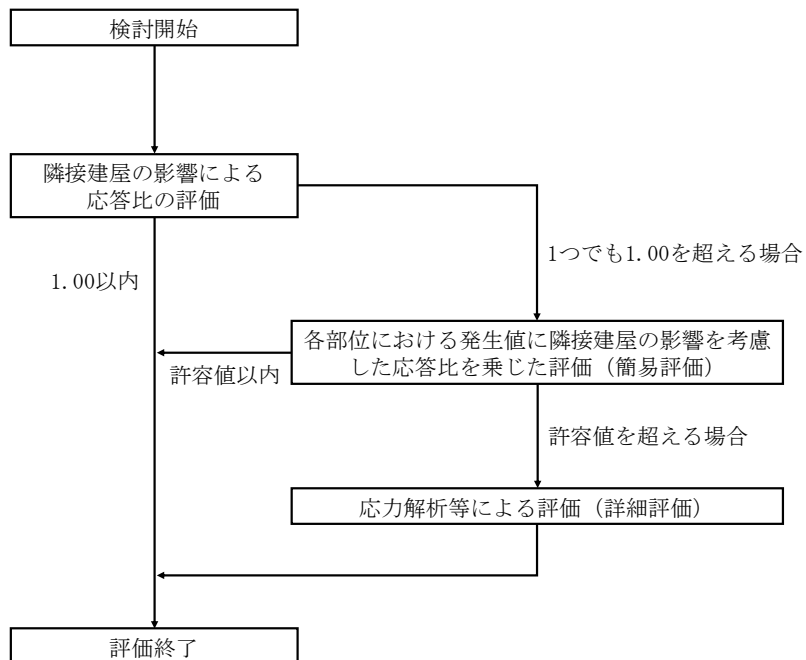 検討開始
隣接建屋の影響による
応答比の評価
1つでも1.00を超える場合
1.00以内
各部位における発生値に隣接建屋の影響を考慮
した応答比を乗じた評価（簡易評価）
許容値以内
許容値を超える場合
応力解析等による評価（詳細評価）
評価終了